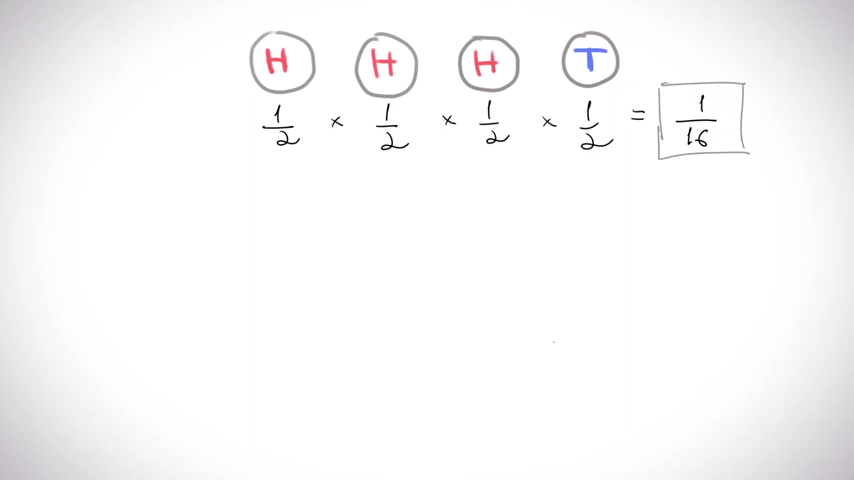 H H H T
1/2 × 1/2 × 1/2 × 1/2 = 1/16